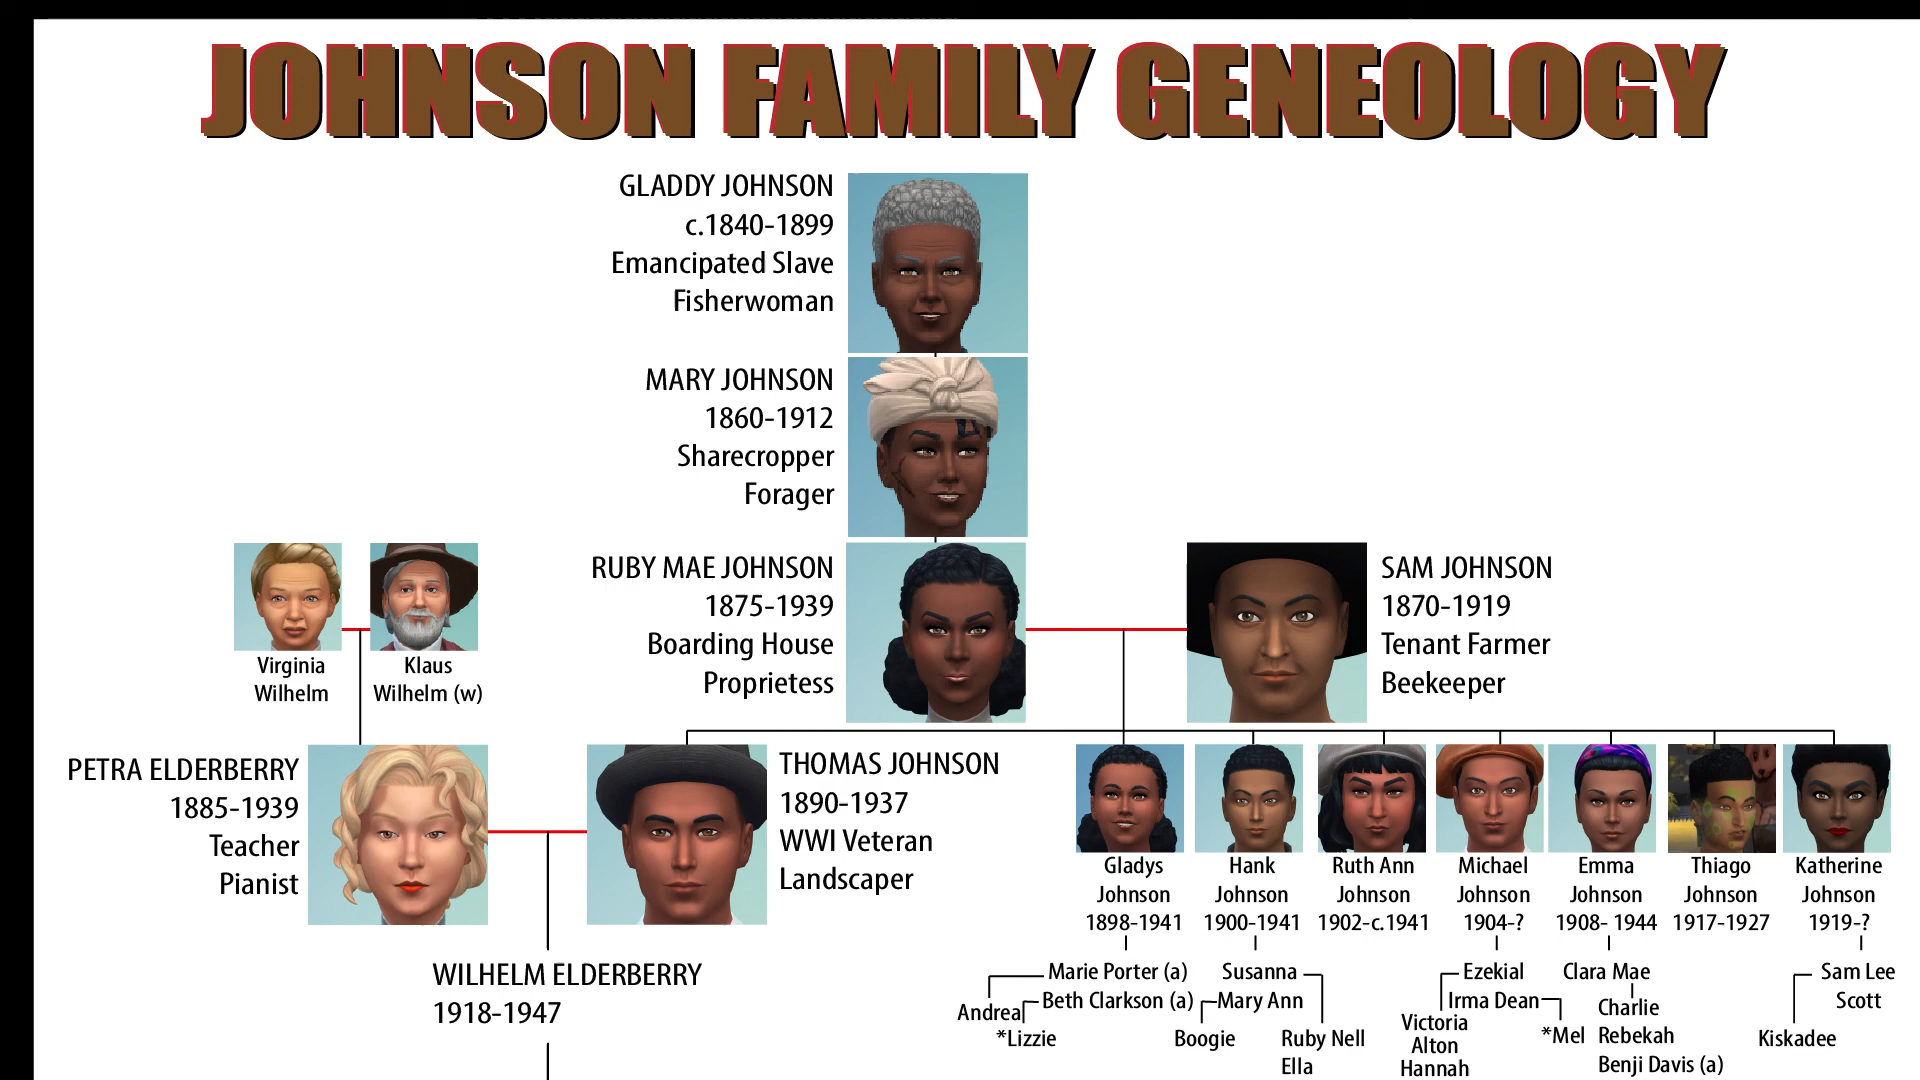 JOHNSON FAMILY GENEOLOGY
GLADDY JOHNSON
c.1840-1899
Emancipated Slave
Fisherwoman
MARY JOHNSON
1860-1912
Sharecropper
Forager
RUBY MAE JOHNSON
1875-1939
Boarding House
Proprietess
SAM JOHNSON
1870-1919
Tenant Farmer
Beekeeper
Virginia
Wilhelm
Klaus
Wilhelm (w)
PETRA ELDERBERRY
1885-1939
Teacher
Pianist
THOMAS JOHNSON
1890-1937
WWI Veteran
Landscaper
Gladys
Johnson
1898-1941
Hank
Johnson
1900-1941
Ruth Ann
Johnson
1902-c.1941
Michael
Johnson
1904-?
Emma
Johnson
1908- 1944
Thiago
Johnson
1917-1927
Katherine
Johnson
1919-?
WILHELM ELDERBERRY
1918-1947
Marie Porter (a)
Beth Clarkson (a)
Andrea
*Lizzie
Susanna
Mary Ann
Boogie
Ruby Nell
Ella
Ezekial
Irma Dean
Victoria
Alton
Hannah
*Mel
Clara Mae
Charlie
Rebekah
Benji Davis (a)
Sam Lee
Scott
Kiskadee